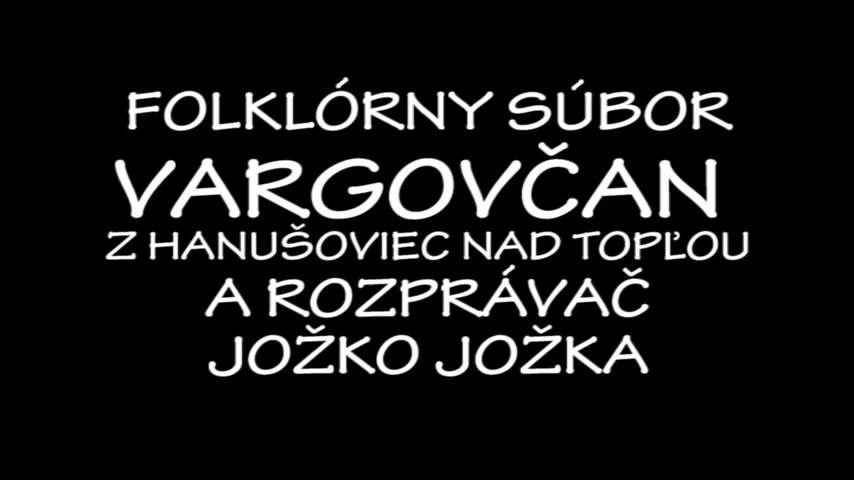 FOLKLÓRNY SÚBOR
VARGOVČAN
Z HANUŠOVIEC NAD TOPĽOU
A ROZPRÁVAČ
JOŽKO JOŽKA